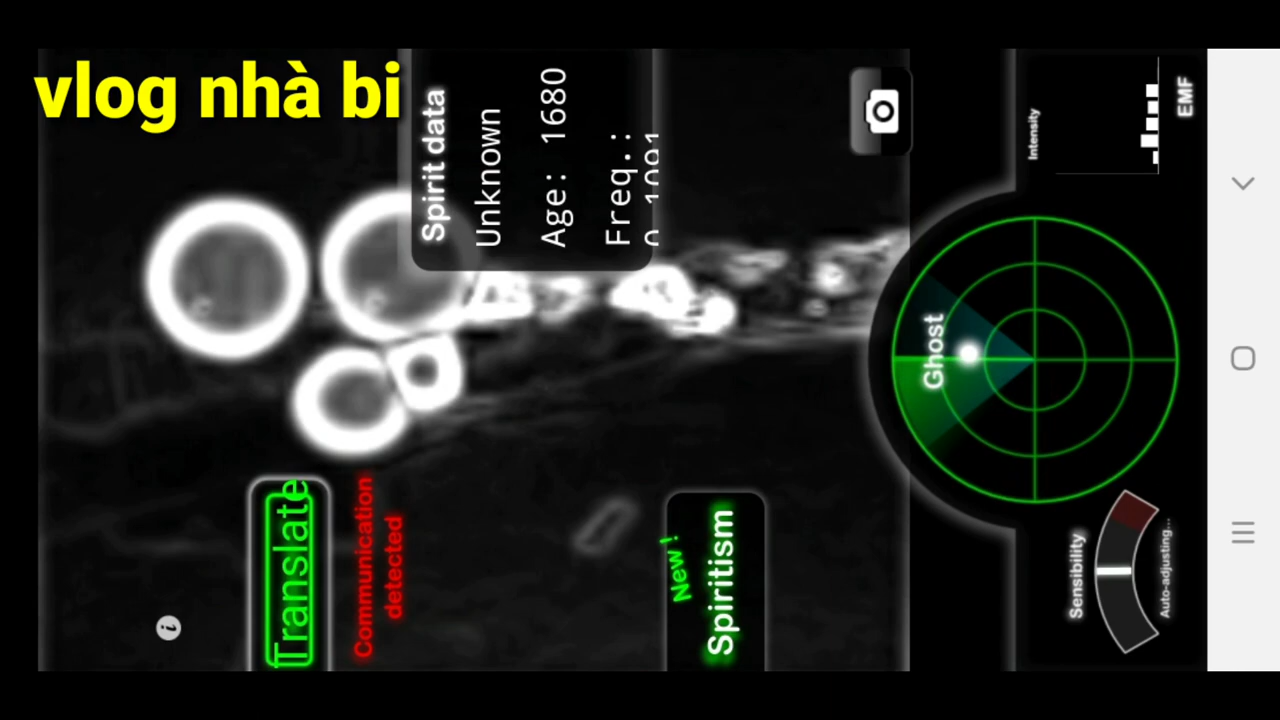 vlog nhà bi
Spirit data
Unknown
Age: 1680
Freq.:
Intensity
EMF
Ghost
Translate
Communication
detected
New !
Spiritism
Sensibility
Auto-adjusting...
i